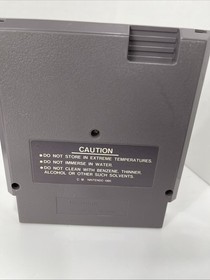 CAUTION
• DO NOT STORE IN EXTREME TEMPERATURES.
• DO NOT IMMERSE IN WATER.
• DO NOT CLEAN WITH BENZENE, THINNER,
ALCOHOL OR OTHER SUCH SOLVENTS.
NINTENDO